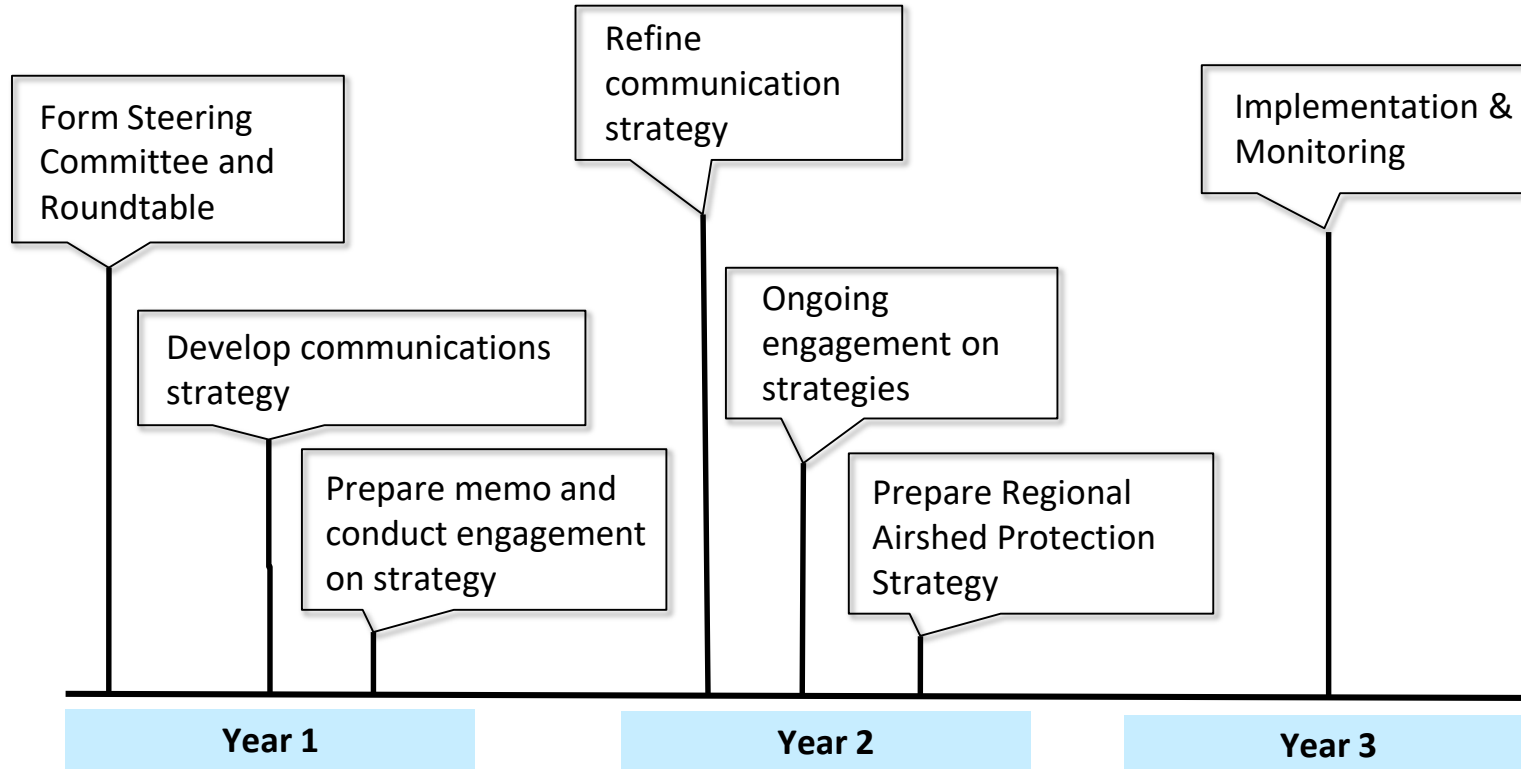 Form Steering
Committee and
Roundtable
Develop communications
strategy
Prepare memo and
conduct engagement
on strategy
Refine
communication
strategy
Ongoing
engagement on
strategies
Prepare Regional
Airshed Protection
Strategy
Implementation &
Monitoring
Year 1
Year 2
Year 3